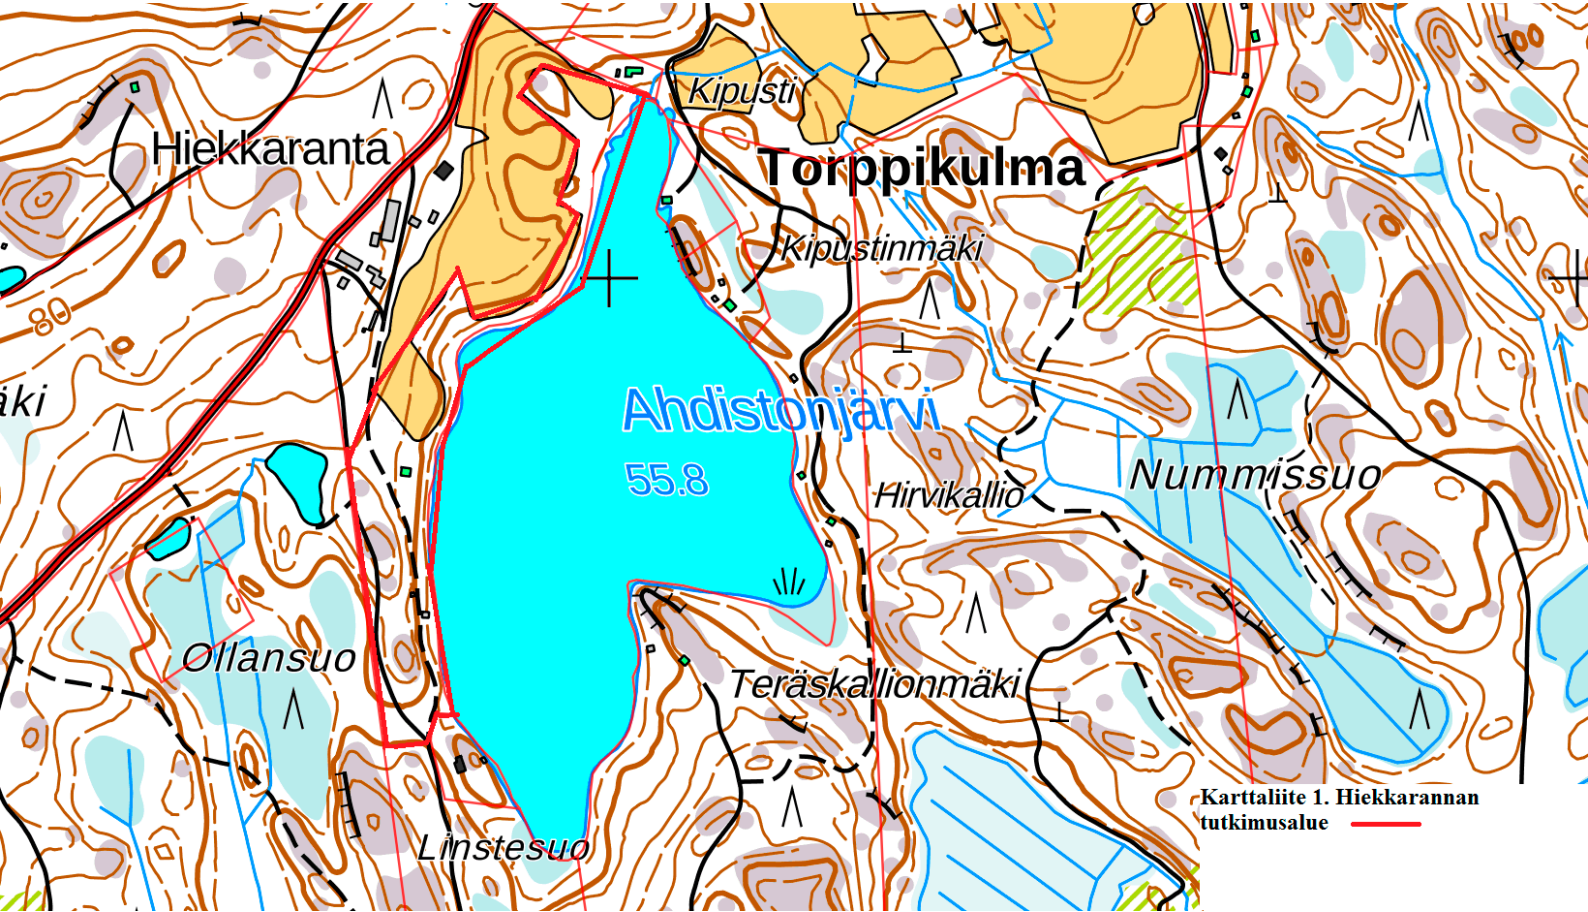 Kipusti
Hiekkaranta
Torppikulma
Kipustinmäki
80
äki
Ahdistonjärvi
55.8
Nummissuo
Hirvikallio
Ollansuo
Teräskallionmäki
Linstesuo
Karttaliite 1. Hiekkarannan
tutkimusalue